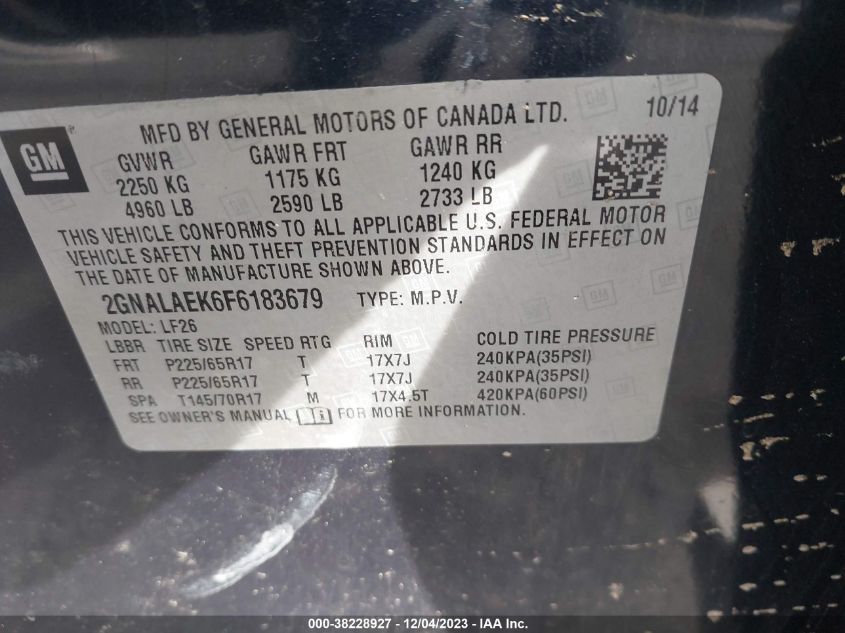 GM
MFD BY GENERAL MOTORS OF CANADA LTD.
10/14
GVWR GAWR FRT GAWR RR
2250 KG 1175 KG 1240 KG
4960 LB 2590 LB 2733 LB
THIS VEHICLE CONFORMS TO ALL APPLICABLE U.S. FEDERAL MOTOR
VEHICLE SAFETY AND THEFT PREVENTION STANDARDS IN EFFECT ON
THE DATE OF MANUFACTURE SHOWN ABOVE.
2GNALAEK6F6183679 TYPE: M.P.V.
MODEL: LF26
LBBR TIRE SIZE SPEED RTG RIM COLD TIRE PRESSURE
FRT P225/65R17 T 17X7J 240KPA(35PSI)
RR P225/65R17 T 17X7J 240KPA(35PSI)
SPA T145/70R17 M 17X4.5T 420KPA(60PSI)
SEE OWNER'S MANUAL FOR MORE INFORMATION.
000-38228927 - 12/04/2023 - IAA Inc.